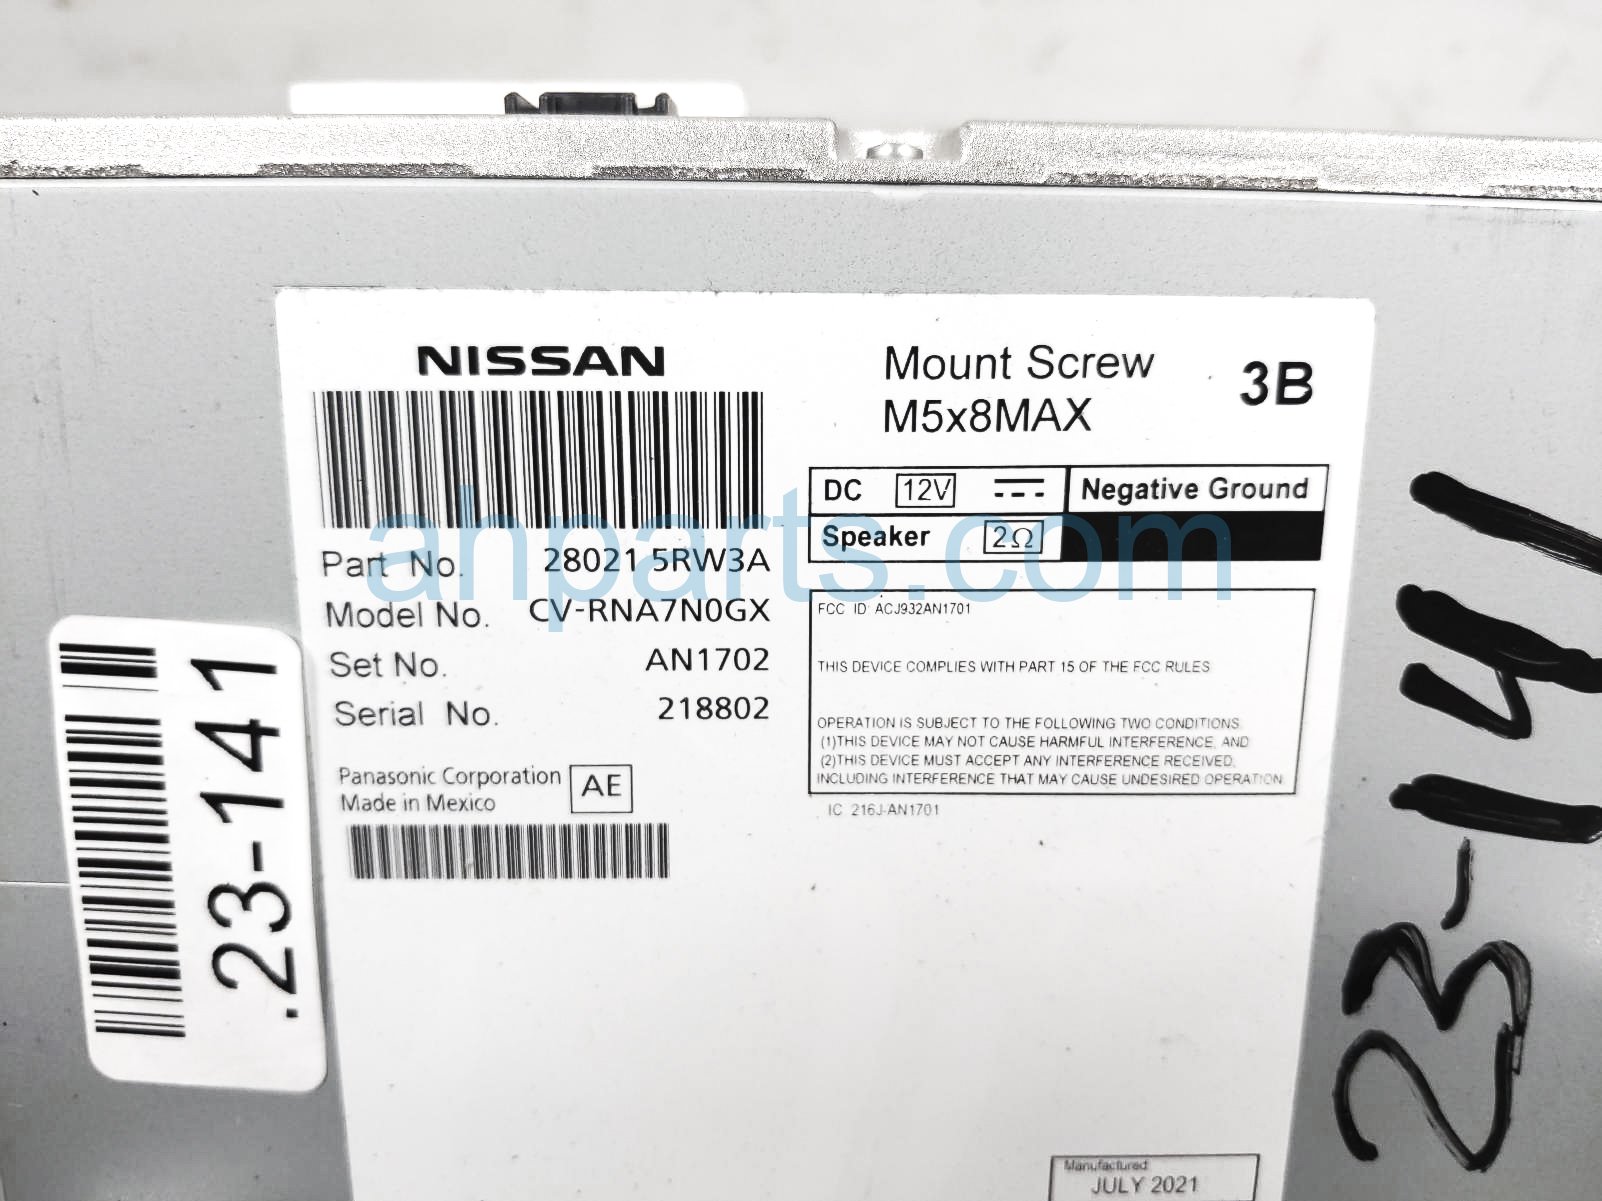 NISSAN
Mount Screw
M5x8MAX
3B
DC 12V Negative Ground
Speaker 2Ω
Part No. 28021 5RW3A
Model No. CV-RNA7N0GX
Set No. AN1702
Serial No. 218802
Panasonic Corporation
Made in Mexico
AE
FCC ID: ACJ932AN1701
THIS DEVICE COMPLIES WITH PART 15 OF THE FCC RULES
OPERATION IS SUBJECT TO THE FOLLOWING TWO CONDITIONS.
(1)THIS DEVICE MAY NOT CAUSE HARMFUL INTERFERENCE, AND
(2)THIS DEVICE MUST ACCEPT ANY INTERFERENCE RECEIVED,
INCLUDING INTERFERENCE THAT MAY CAUSE UNDESIRED OPERATION.
IC 216J-AN1701
Manufactured
JULY 2021
.23-141
23-141
ahparts.com